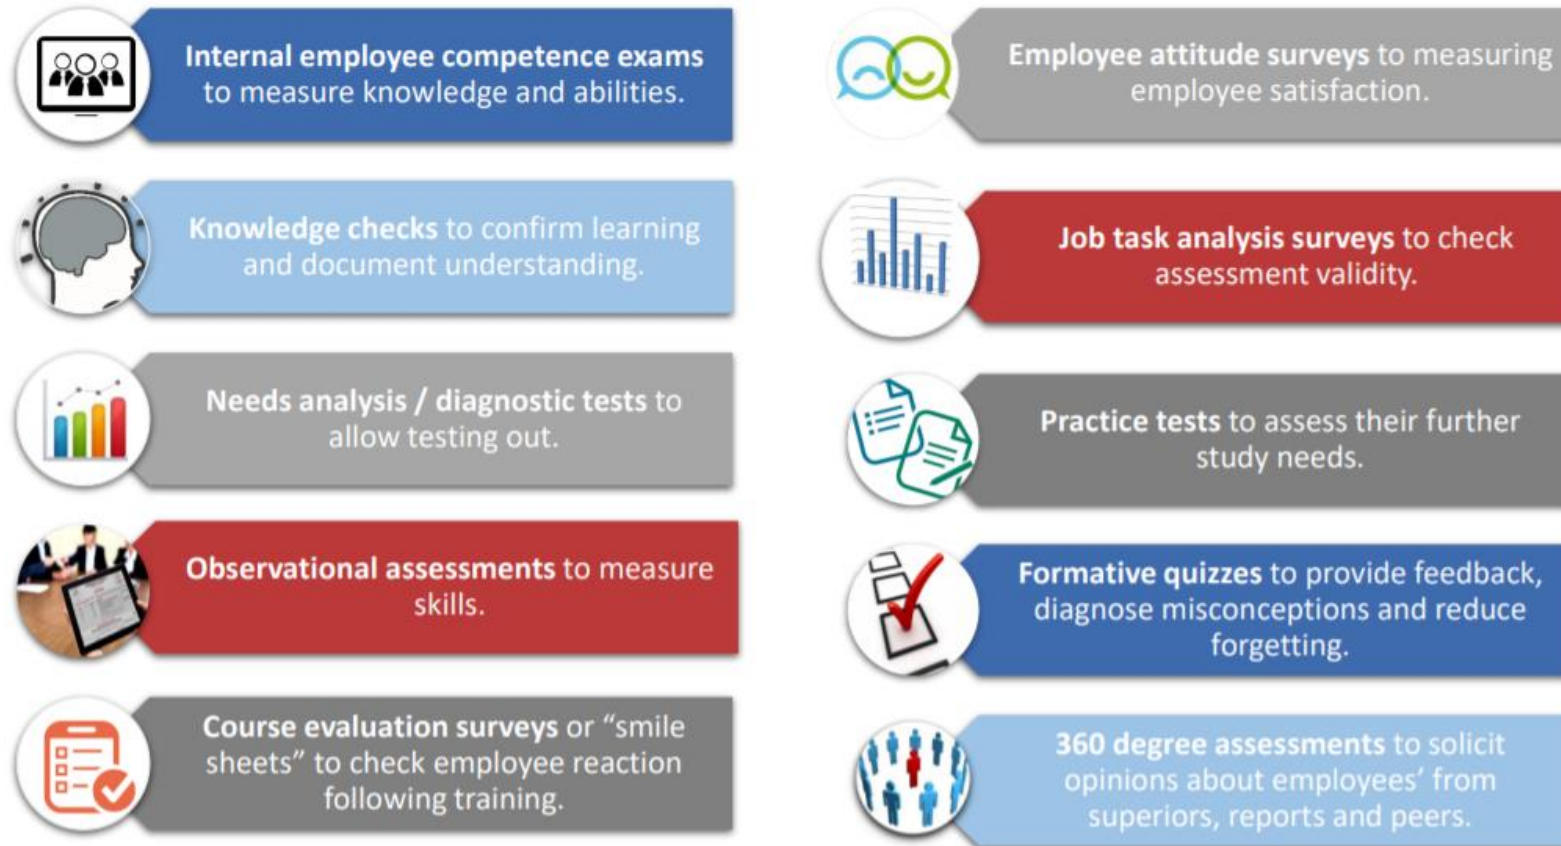 Internal employee competence exams
to measure knowledge and abilities.
Knowledge checks to confirm learning
and document understanding.
Needs analysis / diagnostic tests to
allow testing out.
Observational assessments to measure
skills.
Course evaluation surveys or “smile
sheets” to check employee reaction
following training.
Employee attitude surveys to measuring
employee satisfaction.
Job task analysis surveys to check
assessment validity.
Practice tests to assess their further
study needs.
Formative quizzes to provide feedback,
diagnose misconceptions and reduce
forgetting.
360 degree assessments to solicit
opinions about employees’ from
superiors, reports and peers.